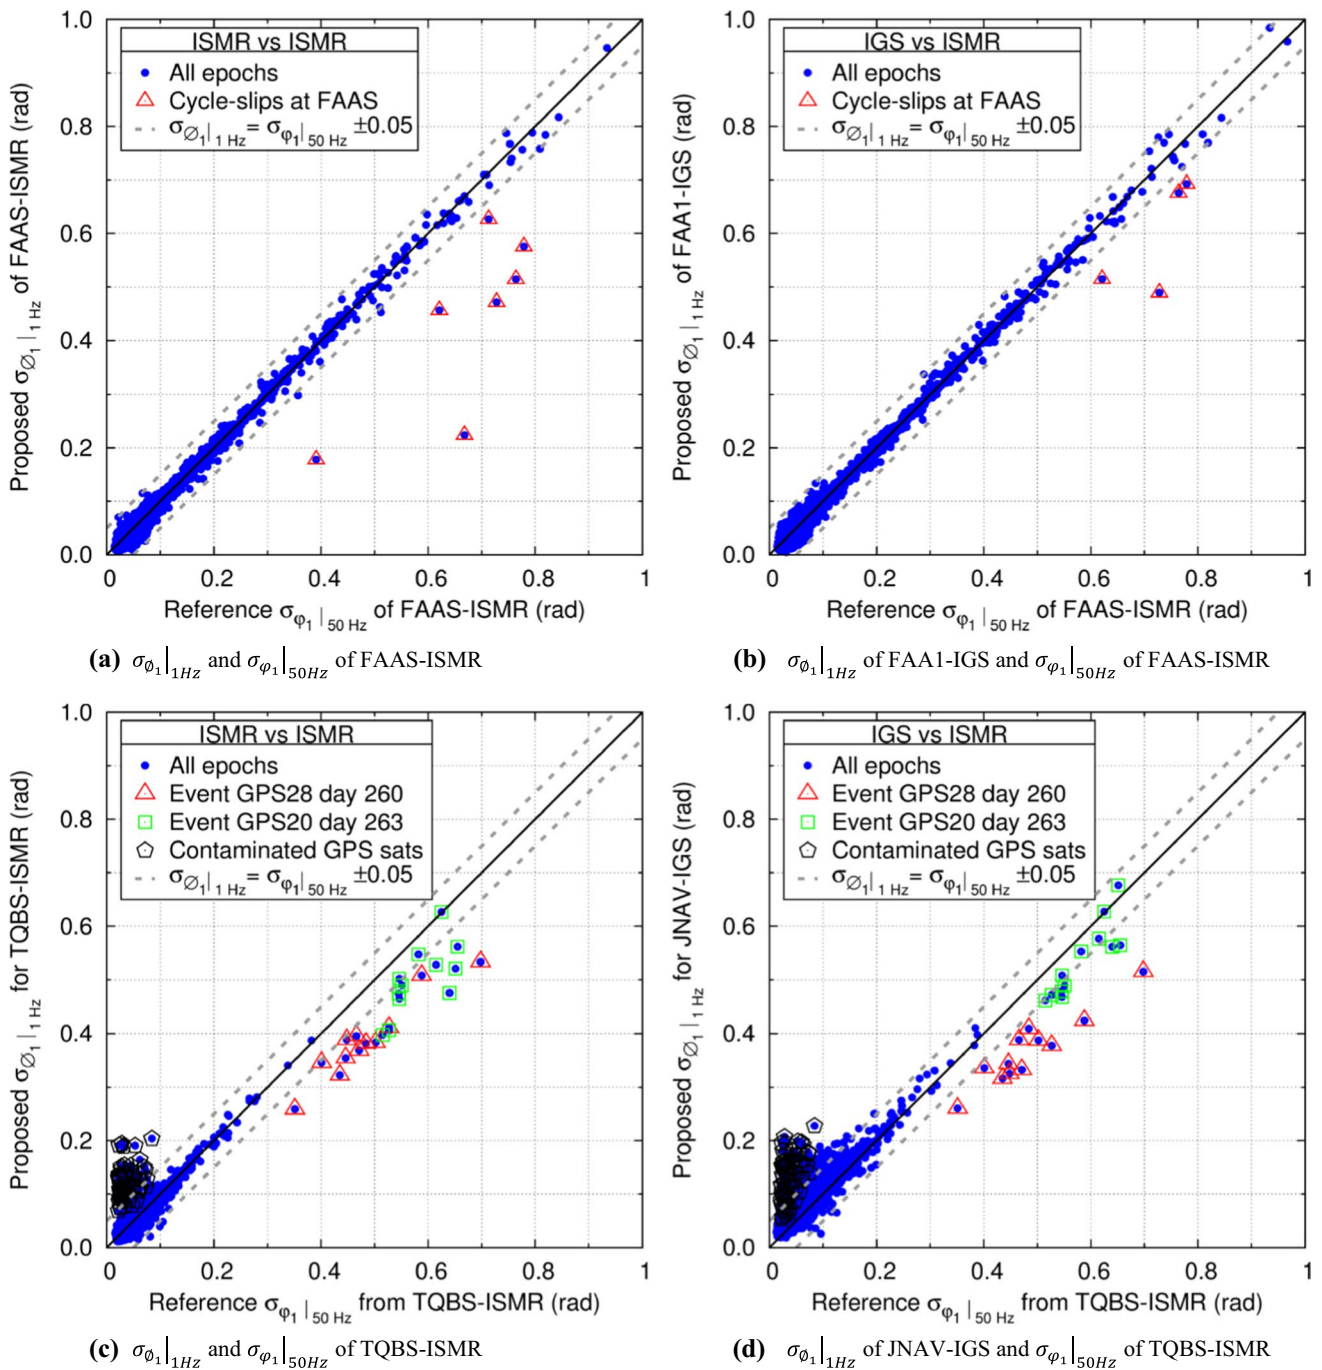 ISMR vs ISMR
All epochs
Cycle-slips at FAAS
σ∅₁|1 Hz = σφ₁|50 Hz ±0.05
1.0
0.8
0.6
0.4
0.2
0.0
Proposed σ∅₁|1 Hz of FAAS-ISMR (rad)
0 0.2 0.4 0.6 0.8 1
Reference σφ₁|50 Hz of FAAS-ISMR (rad)
(a) σ∅₁|1Hz and σφ₁|50Hz of FAAS-ISMR
IGS vs ISMR
All epochs
Cycle-slips at FAAS
σ∅₁|1 Hz = σφ₁|50 Hz ±0.05
1.0
0.8
0.6
0.4
0.2
0.0
Proposed σ∅₁|1 Hz of FAA1-IGS (rad)
0 0.2 0.4 0.6 0.8 1
Reference σφ₁|50 Hz of FAAS-ISMR (rad)
(b) σ∅₁|1Hz of FAA1-IGS and σφ₁|50Hz of FAAS-ISMR
ISMR vs ISMR
All epochs
Event GPS28 day 260
Event GPS20 day 263
Contaminated GPS sats
σ∅₁|1 Hz = σφ₁|50 Hz ±0.05
1.0
0.8
0.6
0.4
0.2
0.0
Proposed σ∅₁|1 Hz for TQBS-ISMR (rad)
0 0.2 0.4 0.6 0.8 1
Reference σφ₁|50 Hz from TQBS-ISMR (rad)
(c) σ∅₁|1Hz and σφ₁|50Hz of TQBS-ISMR
IGS vs ISMR
All epochs
Event GPS28 day 260
Event GPS20 day 263
Contaminated GPS sats
σ∅₁|1 Hz = σφ₁|50 Hz ±0.05
1.0
0.8
0.6
0.4
0.2
0.0
Proposed σ∅₁|1 Hz for JNAV-IGS (rad)
0 0.2 0.4 0.6 0.8 1
Reference σφ₁|50 Hz from TQBS-ISMR (rad)
(d) σ∅₁|1Hz of JNAV-IGS and σφ₁|50Hz of TQBS-ISMR